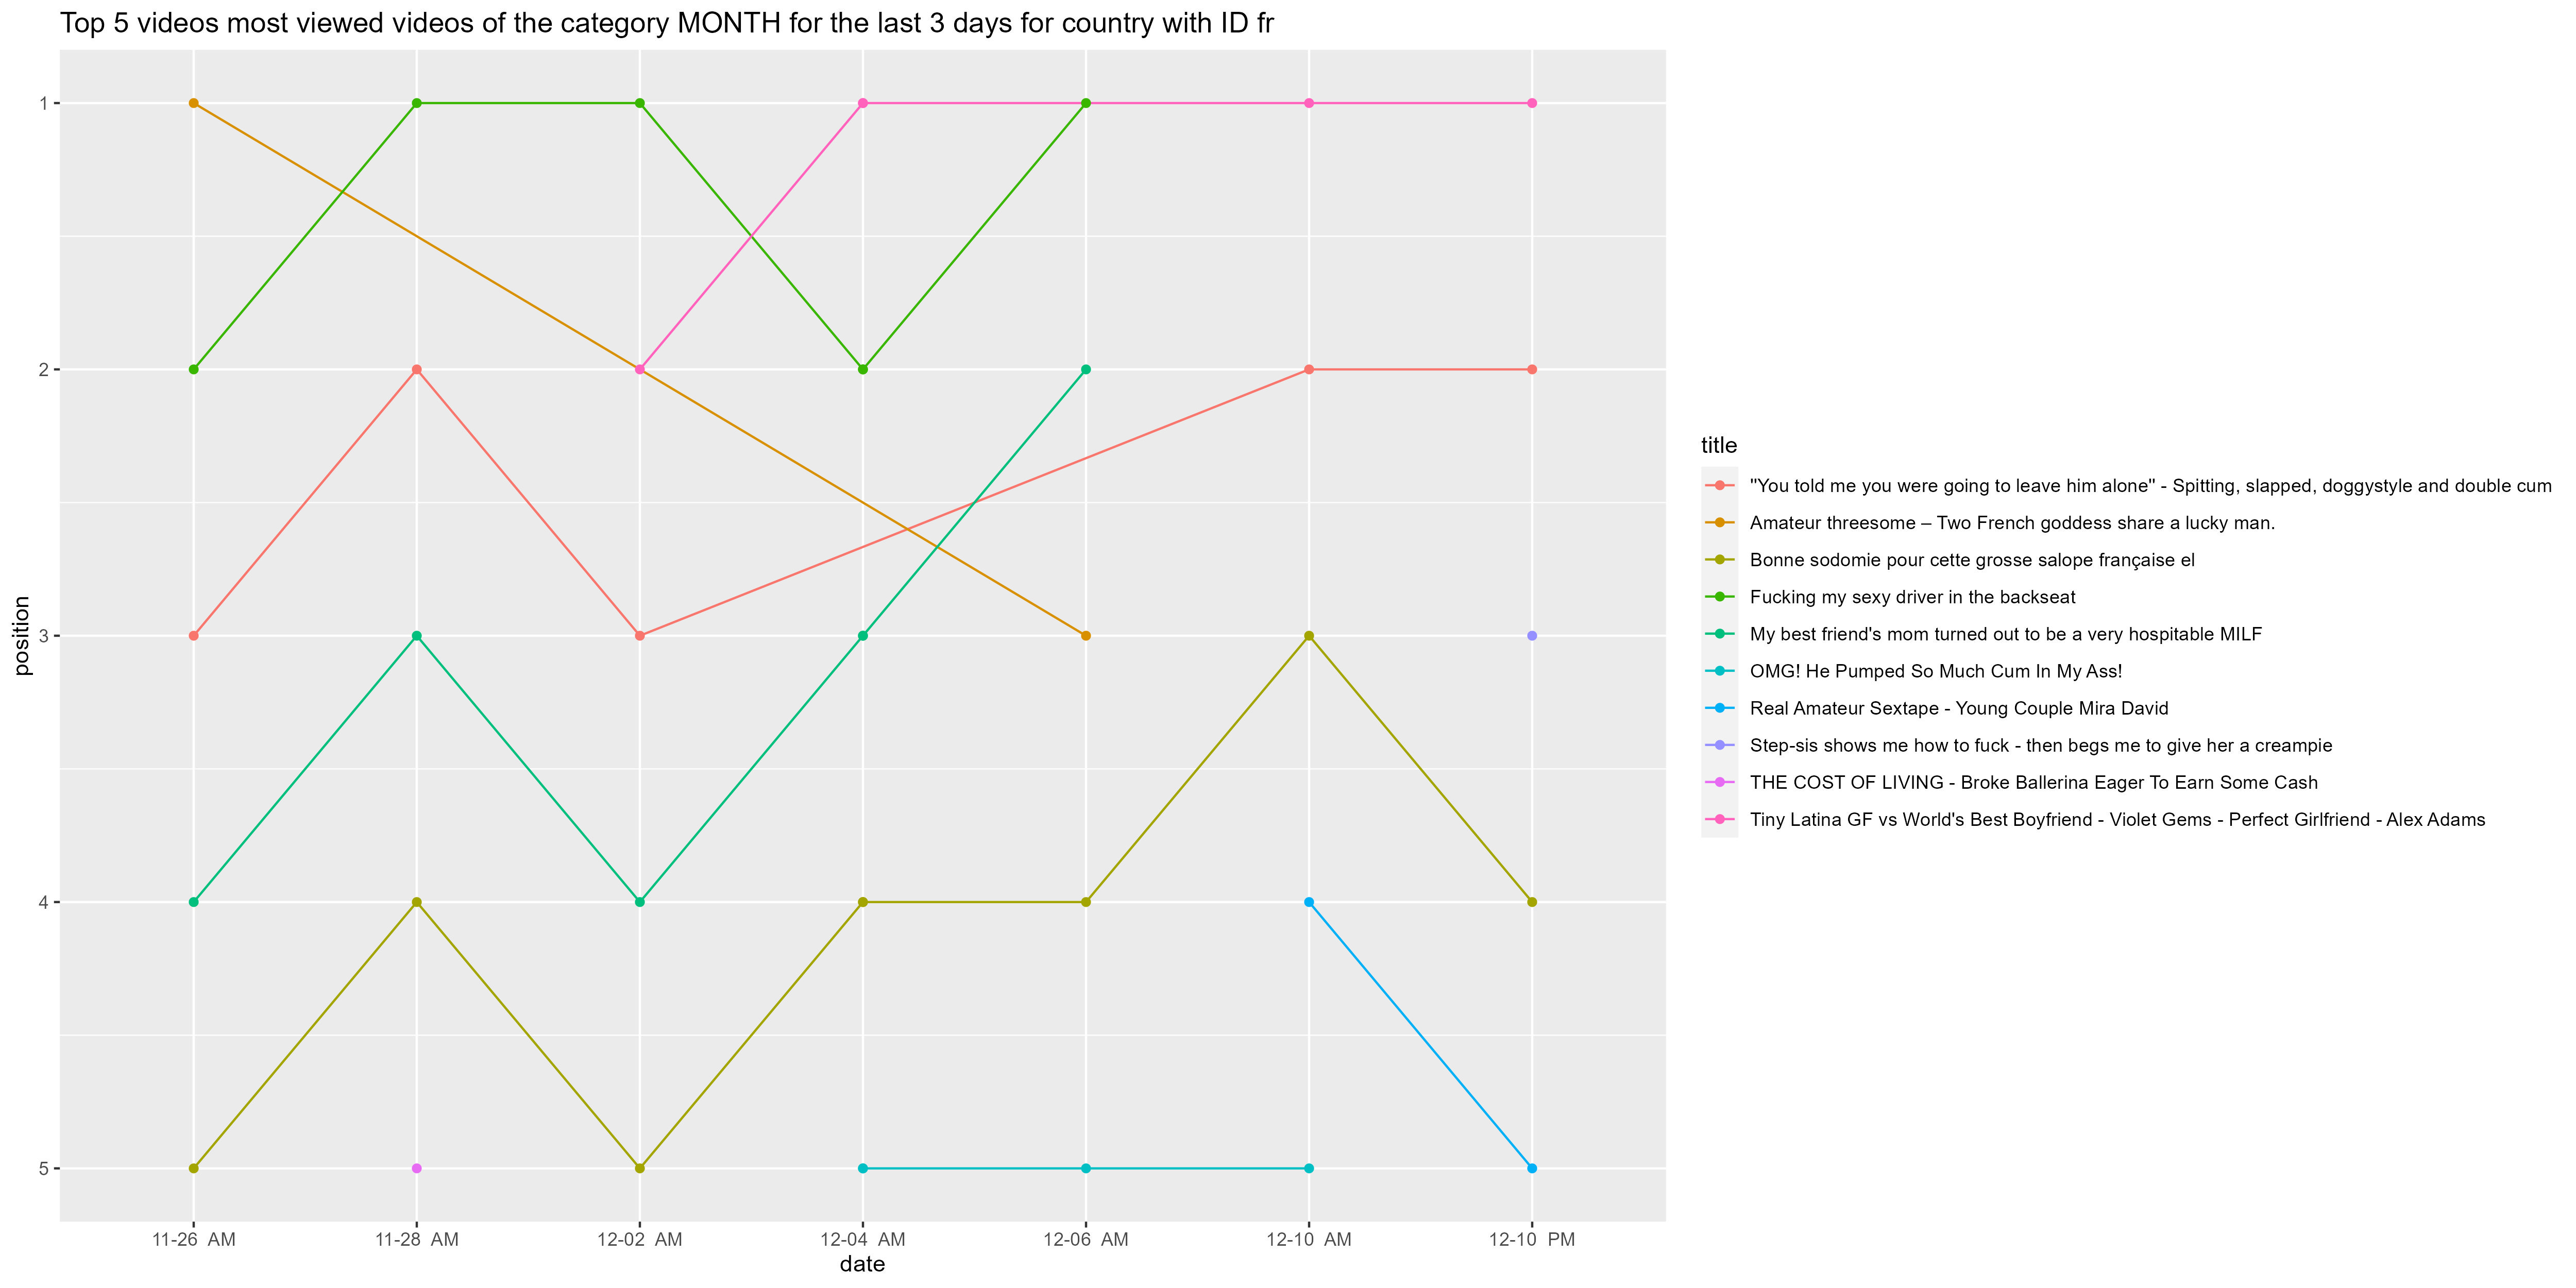 Top 5 videos most viewed videos of the category MONTH for the last 3 days for country with ID fr
position
1
2
3
4
5
11-26 AM
11-28 AM
12-02 AM
12-04 AM
12-06 AM
12-10 AM
12-10 PM
date
title
"You told me you were going to leave him alone" - Spitting, slapped, doggystyle and double cum
Amateur threesome – Two French goddess share a lucky man.
Bonne sodomie pour cette grosse salope française el
Fucking my sexy driver in the backseat
My best friend's mom turned out to be a very hospitable MILF
OMG! He Pumped So Much Cum In My Ass!
Real Amateur Sextape - Young Couple Mira David
Step-sis shows me how to fuck - then begs me to give her a creampie
THE COST OF LIVING - Broke Ballerina Eager To Earn Some Cash
Tiny Latina GF vs World's Best Boyfriend - Violet Gems - Perfect Girlfriend - Alex Adams